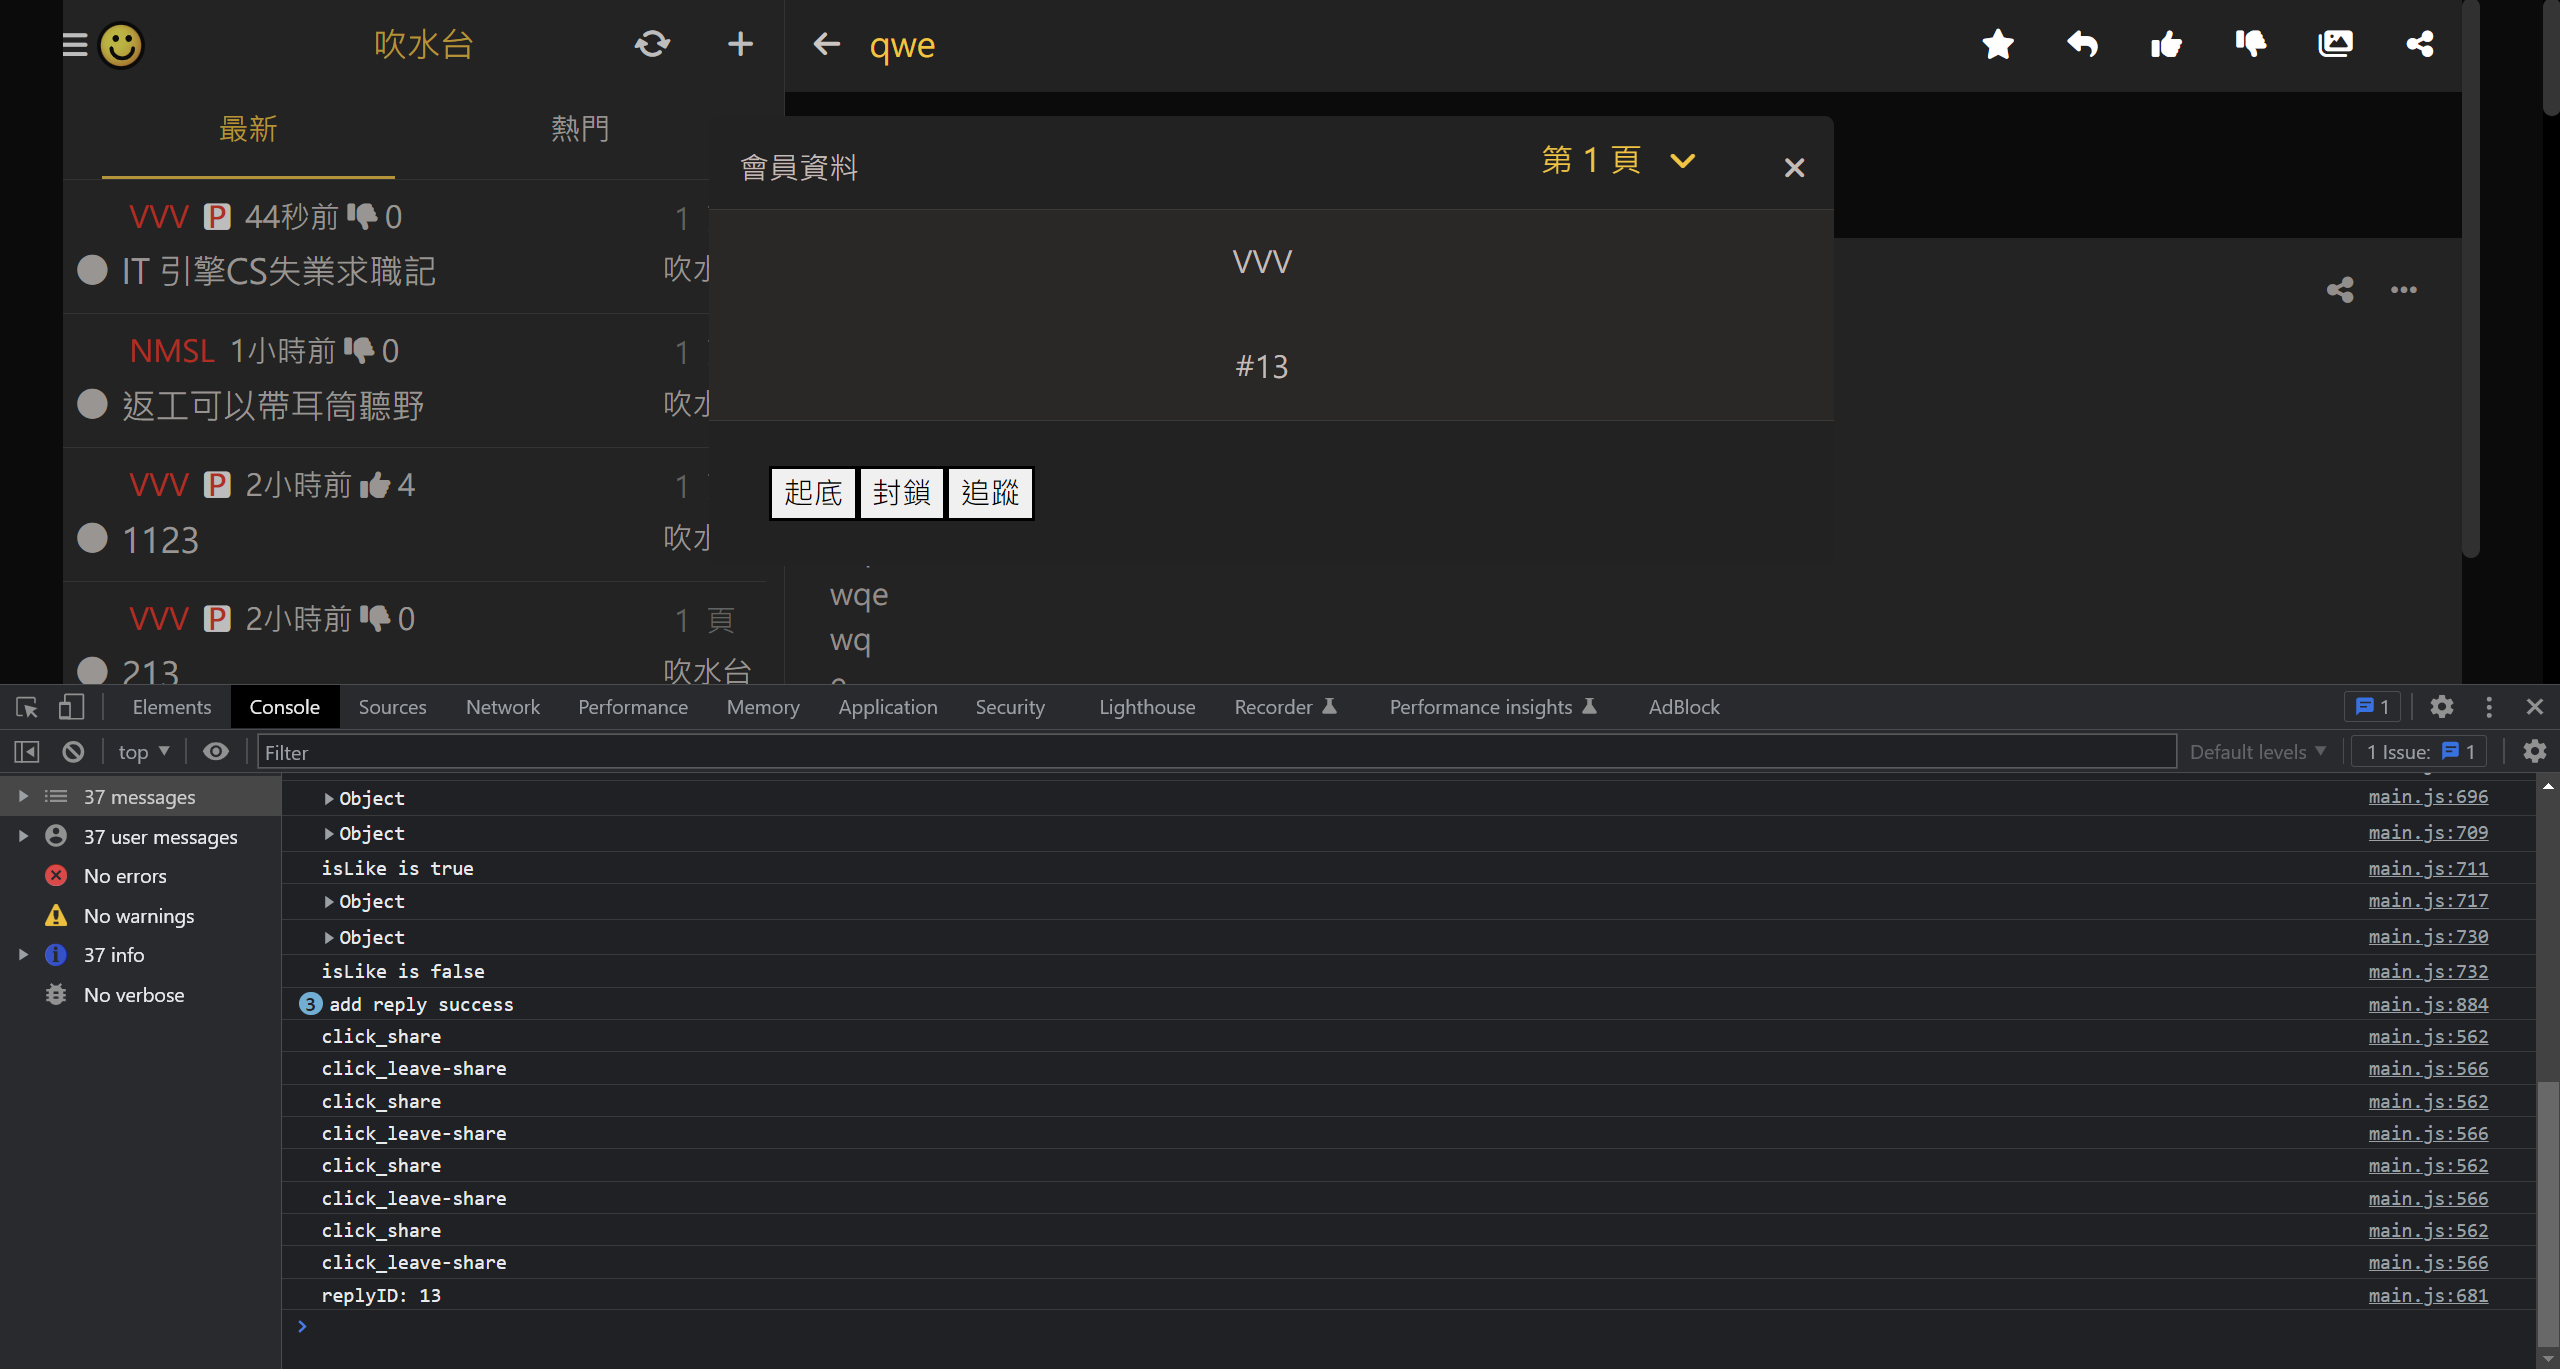 吹水台
qwe
最新
熱門
VVV P 44秒前 0
1
IT 引擎CS失業求職記
吹水
NMSL 1小時前 0
1
返工可以帶耳筒聽野
吹水
VVV P 2小時前 4
1
1123
吹水
VVV P 2小時前 0
1 頁
213
吹水台
會員資料
第 1 頁
VVV
#13
起底 封鎖 追蹤
wqe
wq
Elements Console Sources Network Performance Memory Application Security Lighthouse Recorder Performance insights AdBlock
1
top
Filter
Default levels
1 Issue: 1
37 messages
37 user messages
No errors
No warnings
37 info
No verbose
Object main.js:696
Object main.js:709
isLike is true main.js:711
Object main.js:717
Object main.js:730
isLike is false main.js:732
3 add reply success main.js:884
click_share main.js:562
click_leave-share main.js:566
click_share main.js:562
click_leave-share main.js:566
click_share main.js:562
click_leave-share main.js:566
click_share main.js:562
click_leave-share main.js:566
replyID: 13 main.js:681